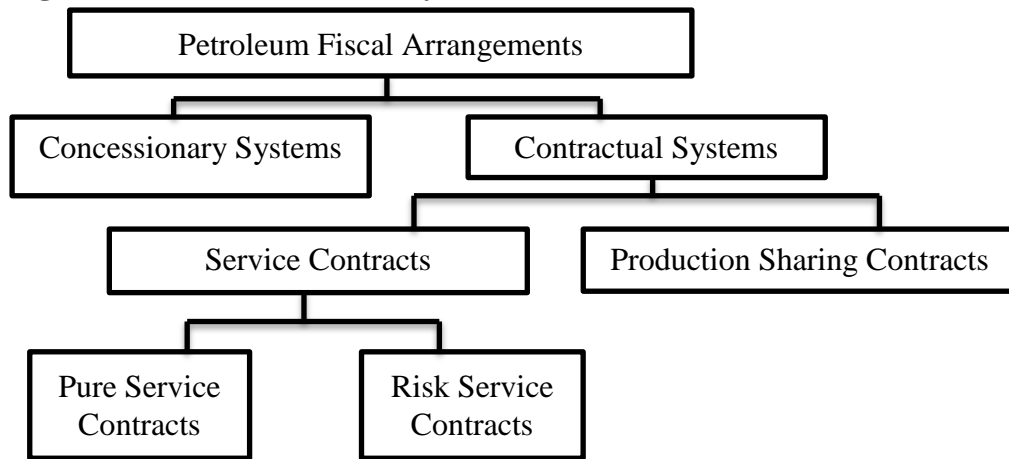 Petroleum Fiscal Arrangements
Concessionary Systems
Contractual Systems
Service Contracts
Production Sharing Contracts
Pure Service
Contracts
Risk Service
Contracts